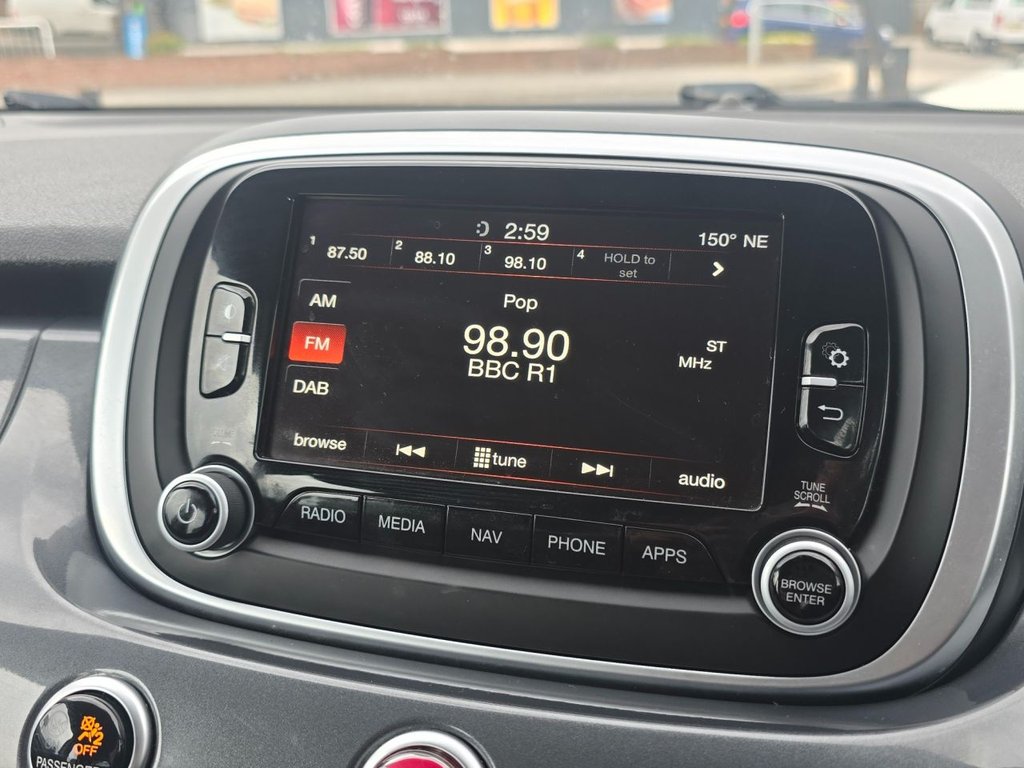 2:59
150° NE
1 87.50 2 88.10 3 98.10 4 HOLD to
set
AM
Pop
FM
98.90
ST
MHz
BBC R1
DAB
browse tune audio
TUNE
SCROLL
RADIO MEDIA NAV PHONE APPS
BROWSE
ENTER
OFF
PASSENGER